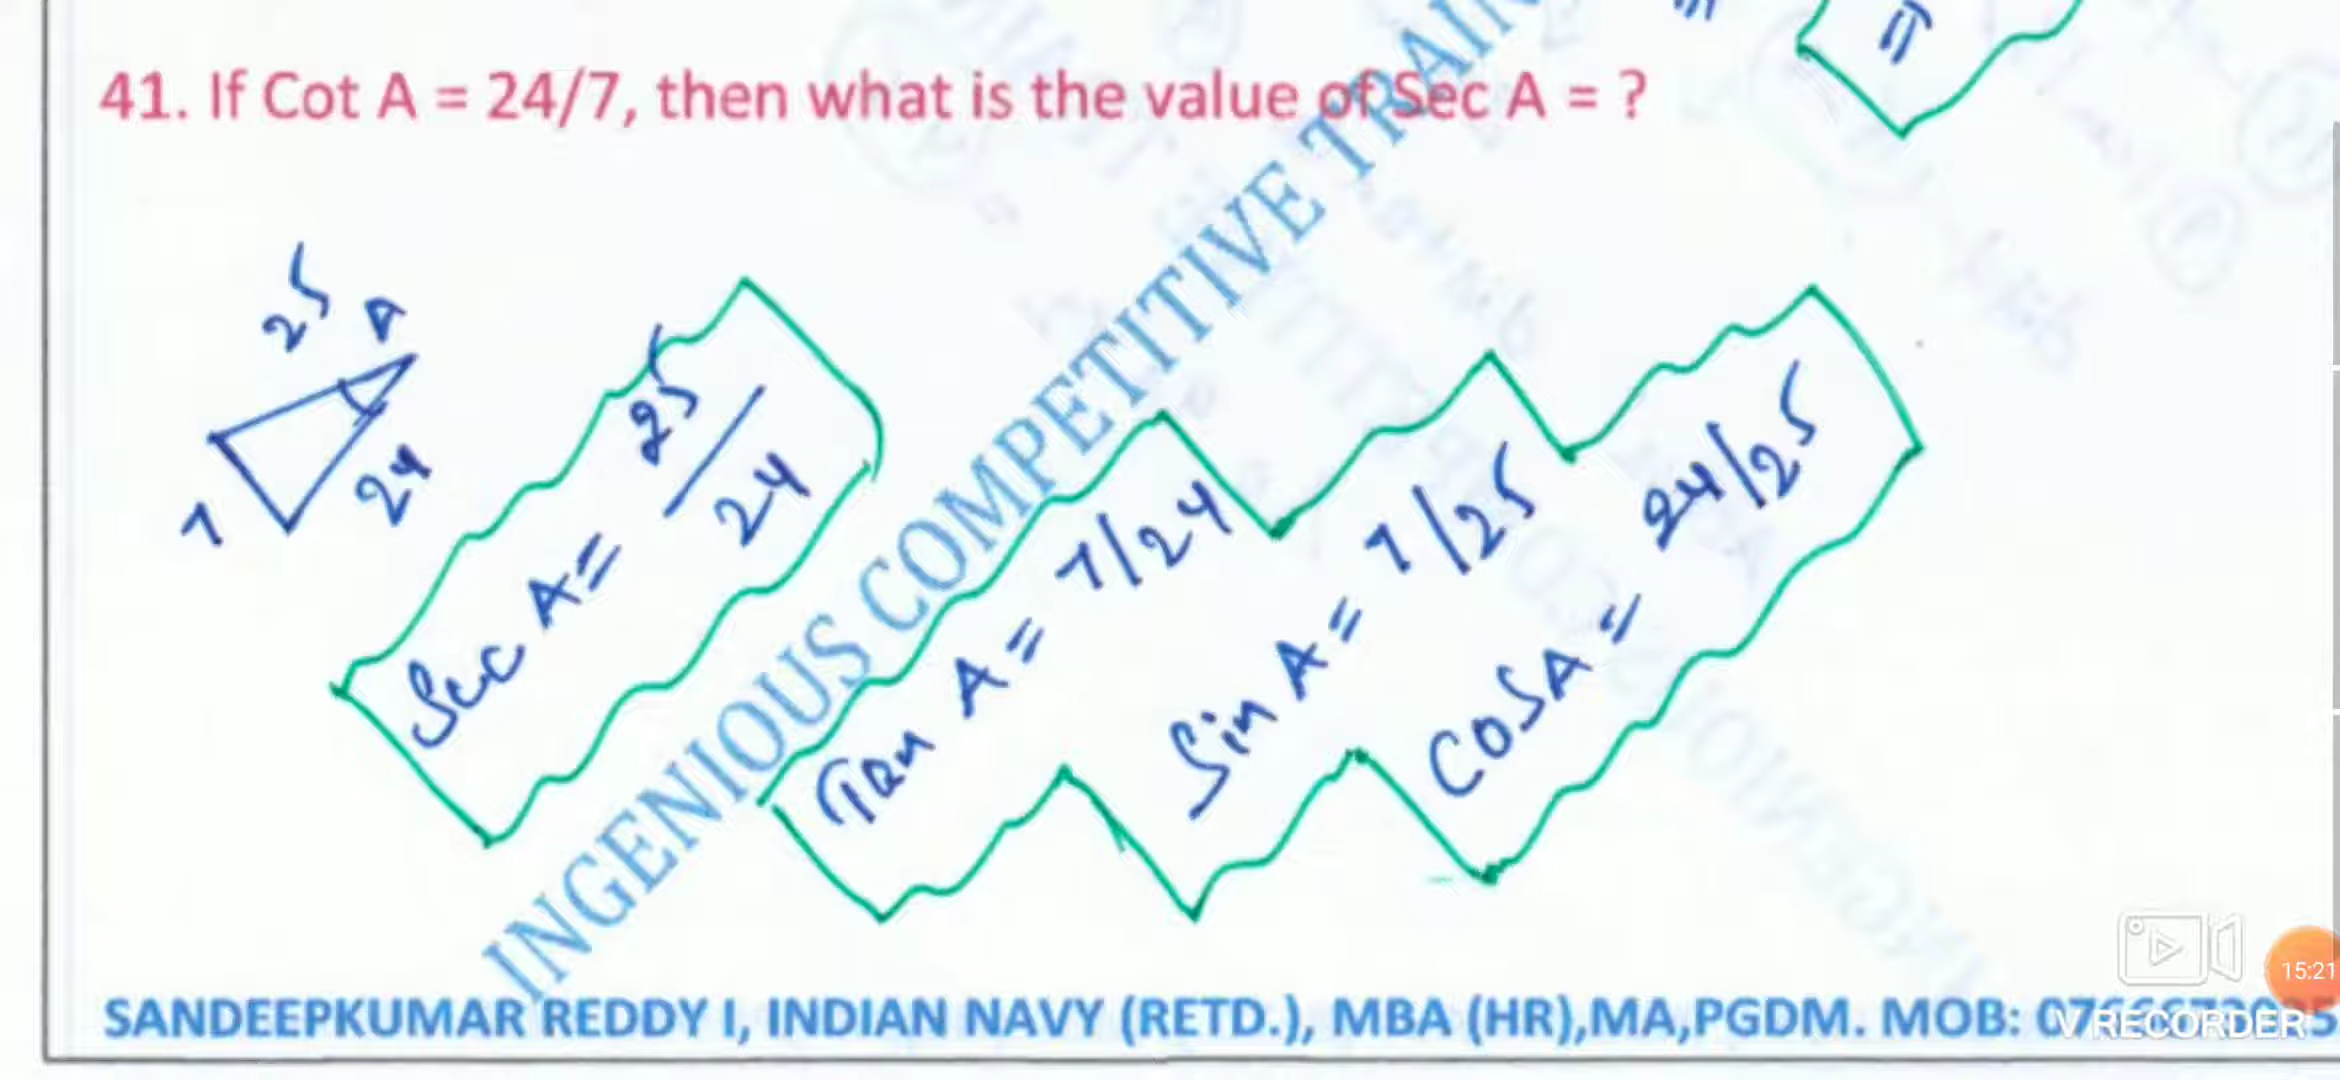 41. If Cot A = 24/7, then what is the value of Sec A = ?
25
A
7
24
Sec A = 25/24
Tan A = 7/24
Sin A = 7/25
COSA = 24/25
INGENIOUS COMPETITIVE TRAIN
SANDEEPKUMAR REDDY I, INDIAN NAVY (RETD.), MBA (HR),MA,PGDM. MOB:
V RECORDER
15:21